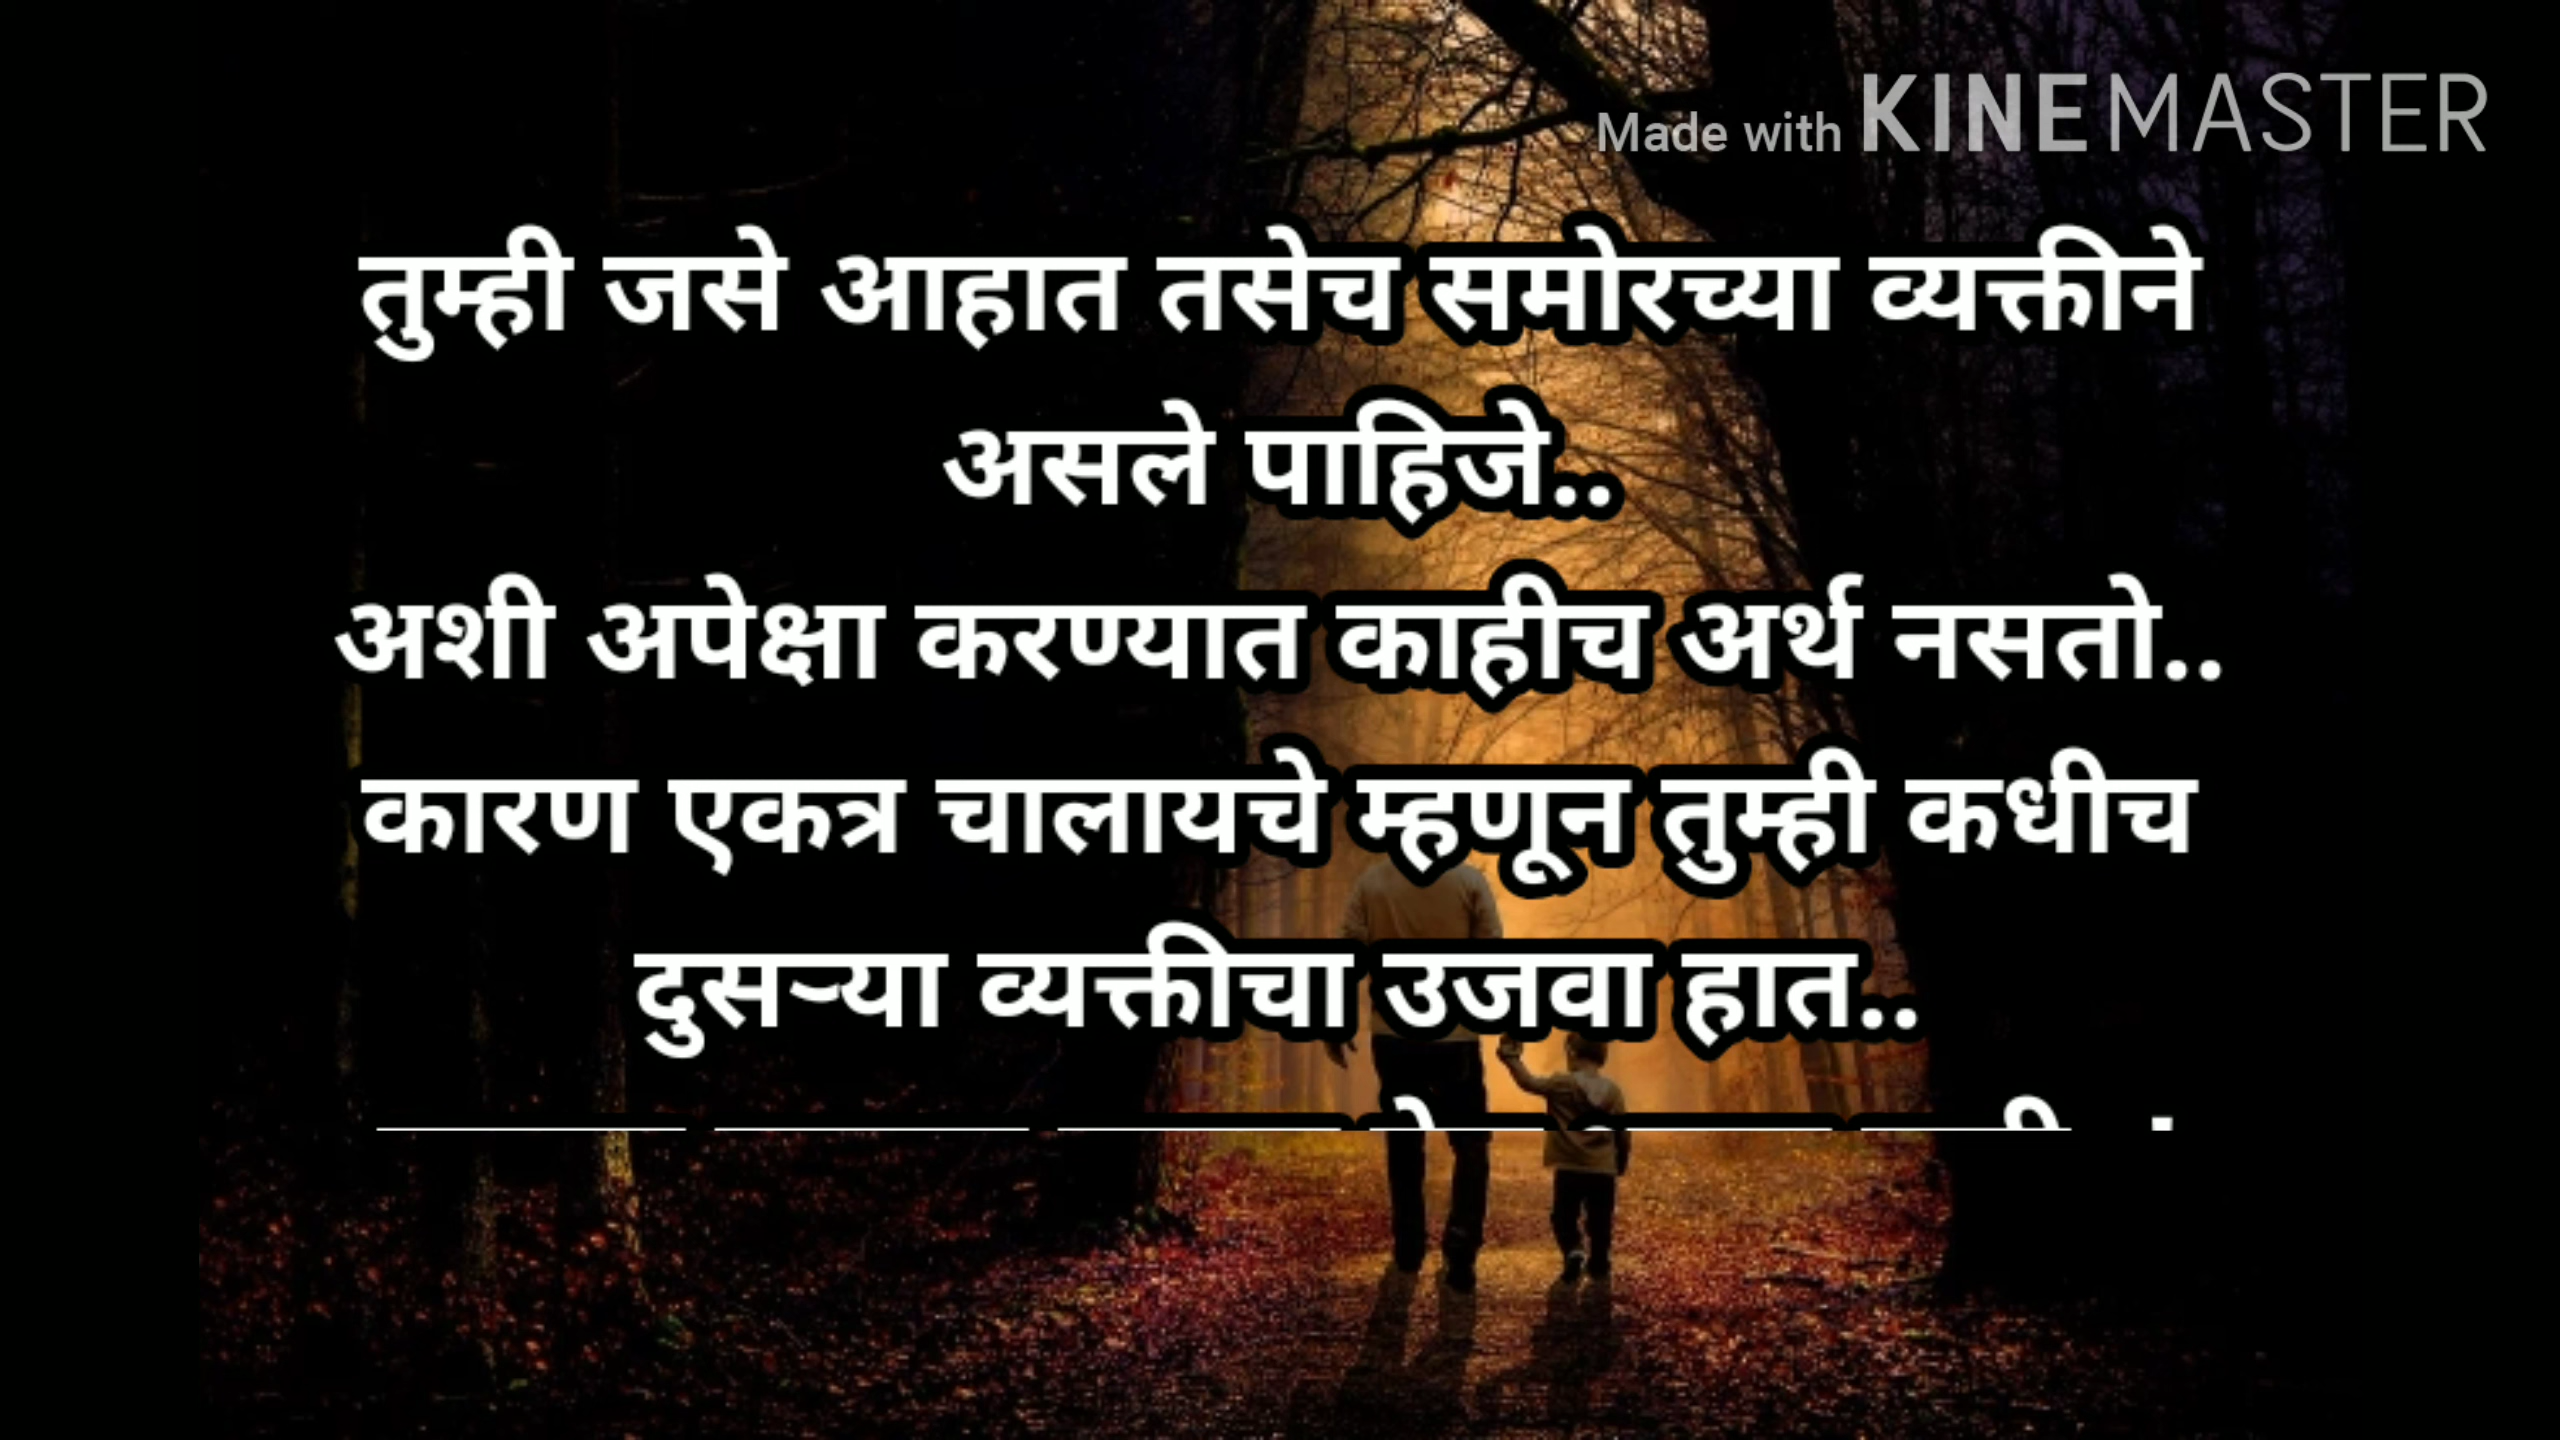 Made with KINEMASTER
तुम्ही जसे आहात तसेच समोरच्या व्यक्तीने
असले पाहिजे..
अशी अपेक्षा करण्यात काहीच अर्थ नसतो..
कारण एकत्र चालायचे म्हणून तुम्ही कधीच
दुसऱ्या व्यक्तीचा उजवा हात..